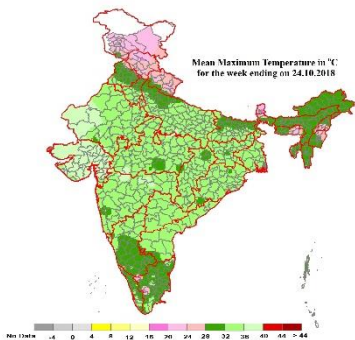 Mean Maximum Temperature in °C
for the week ending on 24.10.2018
No Data -4 0 4 8 12 16 20 24 28 32 36 40 44 > 44